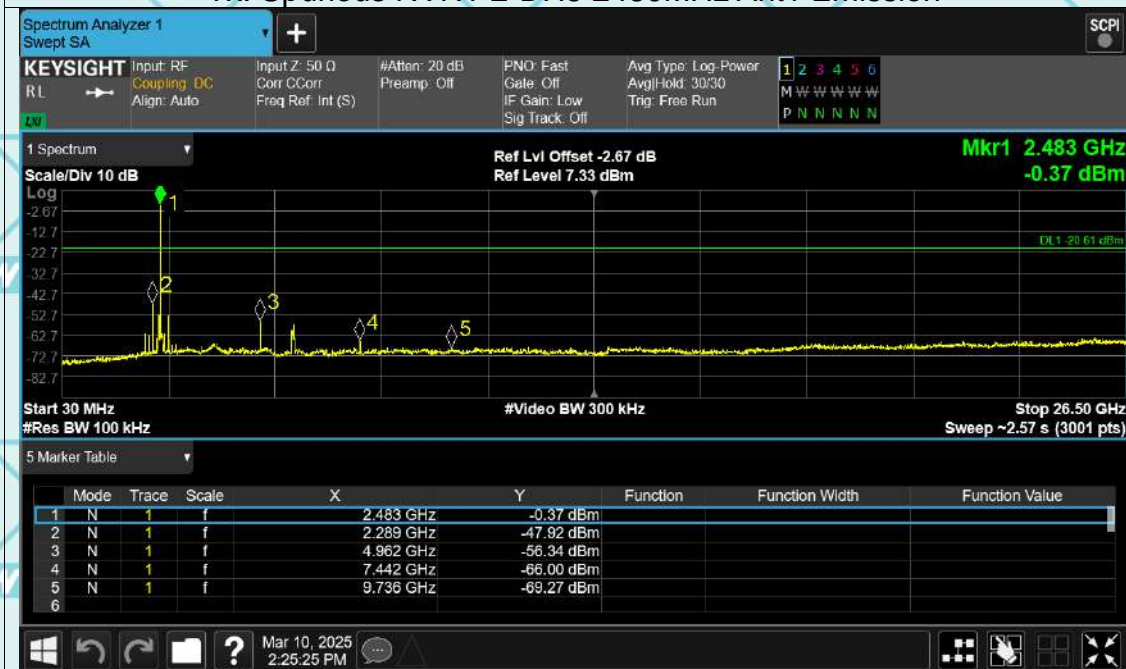 Spectrum Analyzer 1
Swept SA
+
SCPI
KEYSIGHT
RL
LXI
Input: RF
Coupling: DC
Align: Auto
Input Z: 50 Ω
Corr CCorr
Freq Ref: Int (S)
#Atten: 20 dB
Preamp: Off
PNO: Fast
Gate: Off
IF Gain: Low
Sig Track: Off
Avg Type: Log-Power
Avg|Hold: 30/30
Trig: Free Run
1 2 3 4 5 6
M W W W W W
P N N N N N
1 Spectrum
Scale/Div 10 dB
Ref Lvl Offset -2.67 dB
Ref Level 7.33 dBm
Mkr1 2.483 GHz
-0.37 dBm
Log
-2.67
-12.7
-22.7
-32.7
-42.7
-52.7
-62.7
-72.7
-82.7
1
2
3
4
5
DL1 -20.61 dBm
Start 30 MHz
#Video BW 300 kHz
Stop 26.50 GHz
#Res BW 100 kHz
Sweep ~2.57 s (3001 pts)
5 Marker Table
Mode Trace Scale X Y Function Function Width Function Value
1 N 1 f 2.483 GHz -0.37 dBm
2 N 1 f 2.289 GHz -47.92 dBm
3 N 1 f 4.962 GHz -56.34 dBm
4 N 1 f 7.442 GHz -66.00 dBm
5 N 1 f 9.736 GHz -69.27 dBm
6
?
Mar 10, 2025
2:25:25 PM